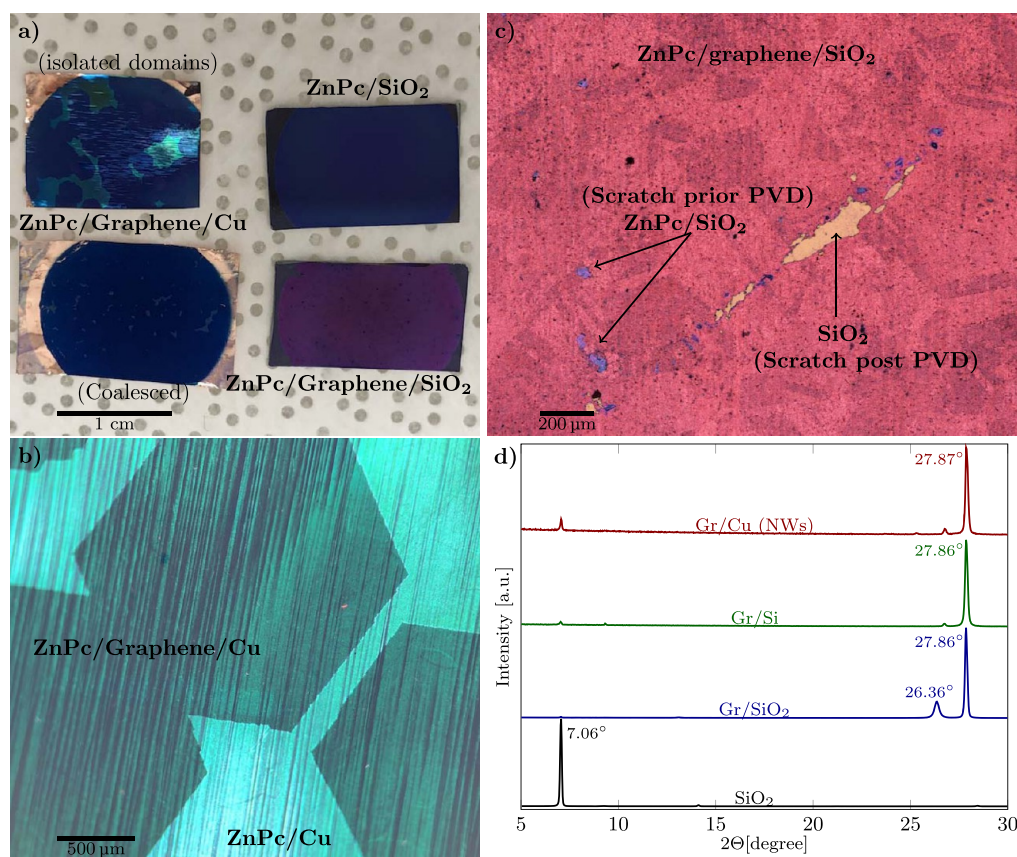 a)
(isolated domains)
ZnPc/SiO₂
ZnPc/Graphene/Cu
ZnPc/Graphene/SiO₂
(Coalesced)
1 cm
b)
ZnPc/Graphene/Cu
ZnPc/Cu
500 µm
c)
ZnPc/graphene/SiO₂
(Scratch prior PVD)
ZnPc/SiO₂
SiO₂
(Scratch post PVD)
200 µm
d)
27.87°
Gr/Cu (NWs)
27.86°
Gr/Si
27.86°
26.36°
Gr/SiO₂
7.06°
SiO₂
Intensity [a.u.]
5 10 15 20 25 30
2Θ[degree]